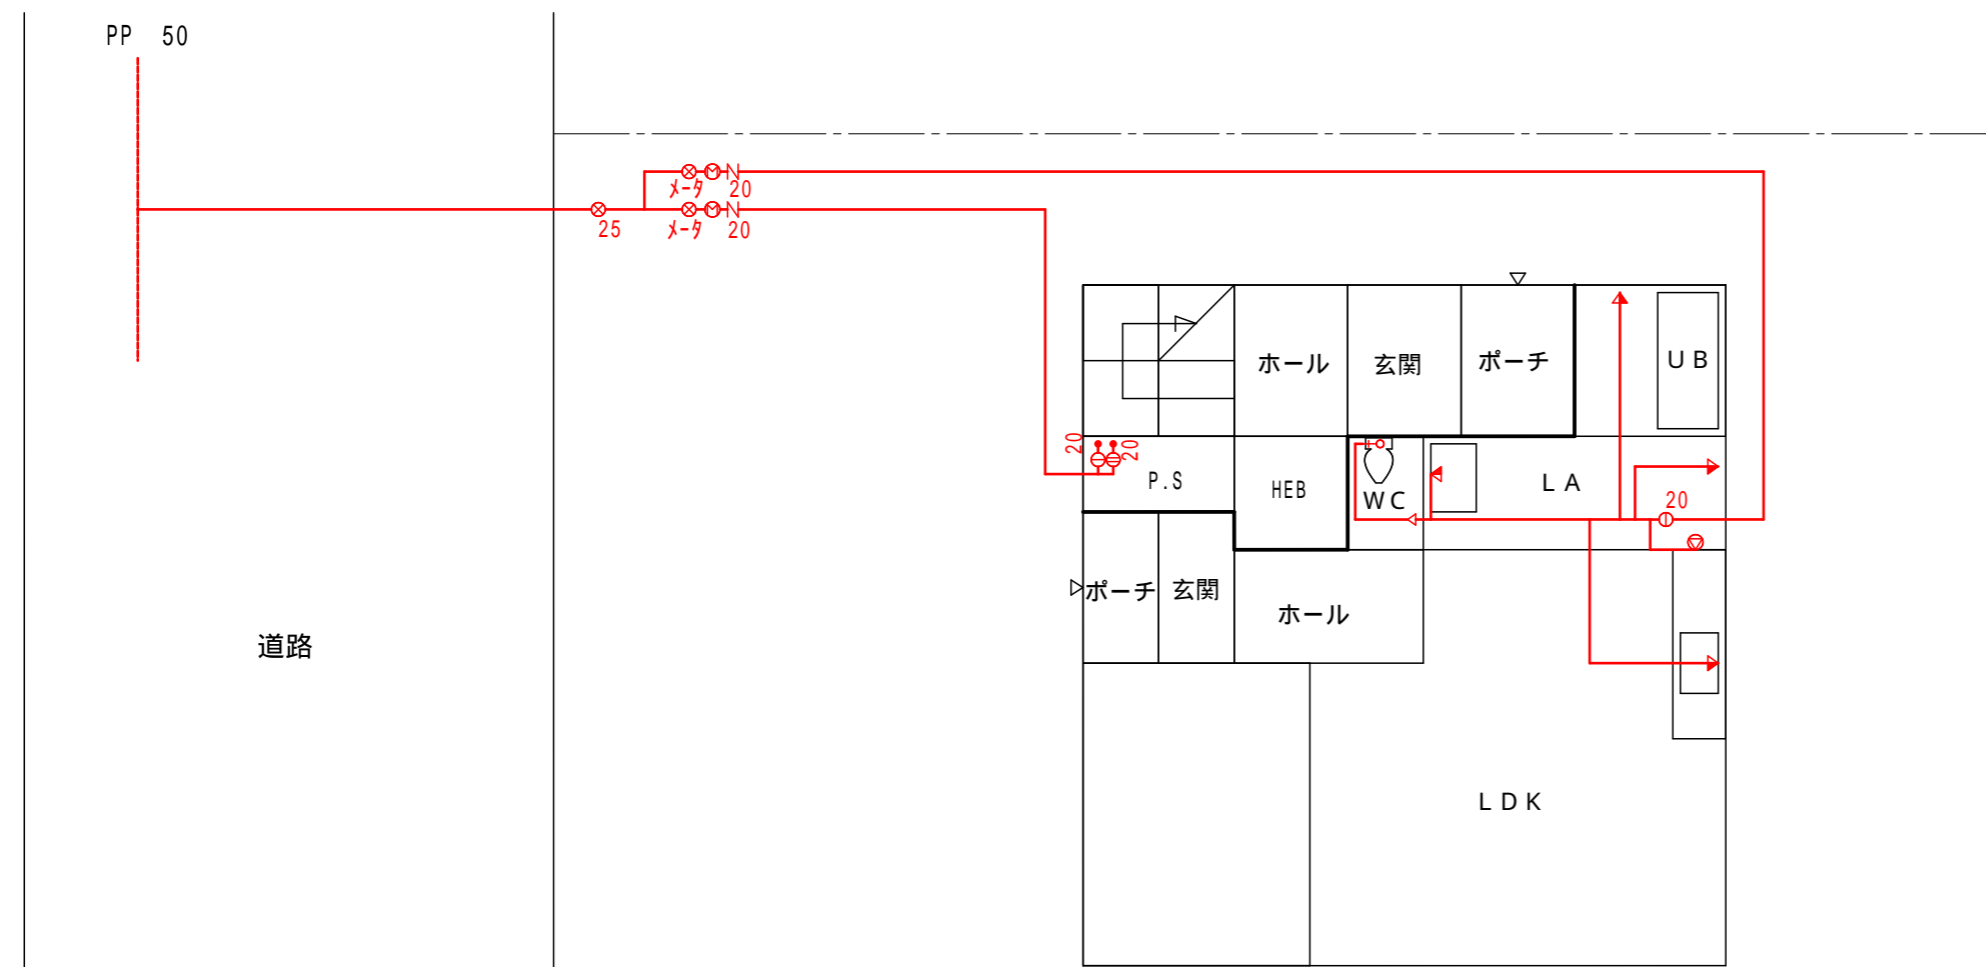 PP 50
メータ 20
25 メータ 20
ホール 玄関 ポーチ UB
20 20
P.S HEB WC LA
20
ポーチ 玄関 ホール
道路
LDK